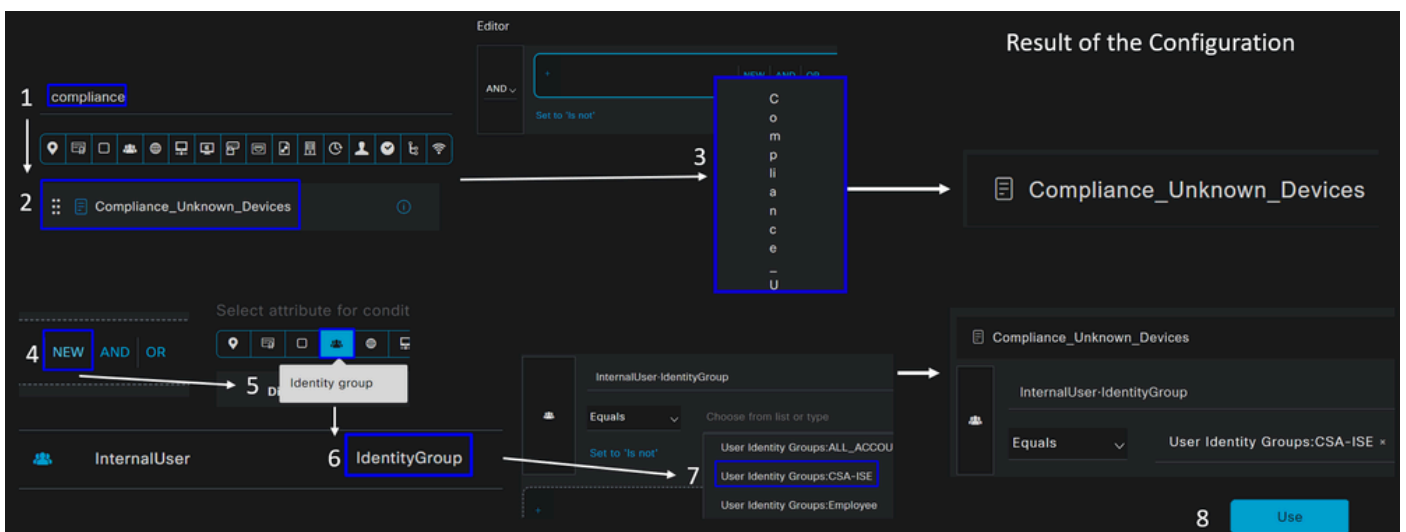 Editor
Result of the Configuration
1 compliance
AND
+
NEW AND OR
Set to 'Is not'
2 Compliance_Unknown_Devices
3
C
o
m
p
li
a
n
c
e
_
U
Compliance_Unknown_Devices
4 NEW AND OR
Select attribute for condit
5 Di
Identity group
InternalUser 6 IdentityGroup
InternalUser·IdentityGroup
Equals Choose from list or type
Set to 'Is not'
User Identity Groups:ALL_ACCOU
7 User Identity Groups:CSA-ISE
User Identity Groups:Employee
+
Compliance_Unknown_Devices
InternalUser·IdentityGroup
Equals User Identity Groups:CSA-ISE ×
8 Use